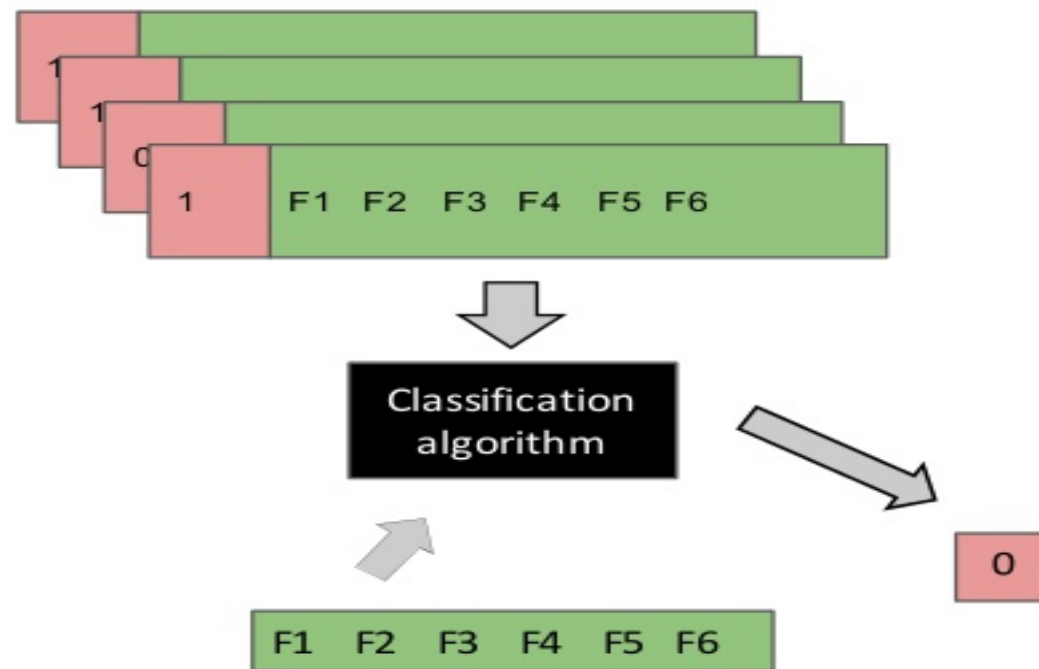 1
1
0
1 F1 F2 F3 F4 F5 F6
Classification
algorithm
0
F1 F2 F3 F4 F5 F6